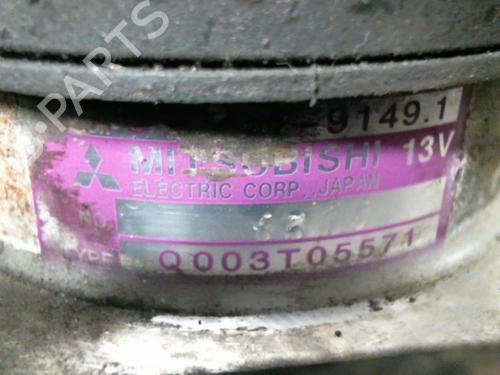 9149.1
MITSUBISHI 13V
ELECTRIC CORP., JAPAN
NO.
TYPE Q003T05571
PARTS